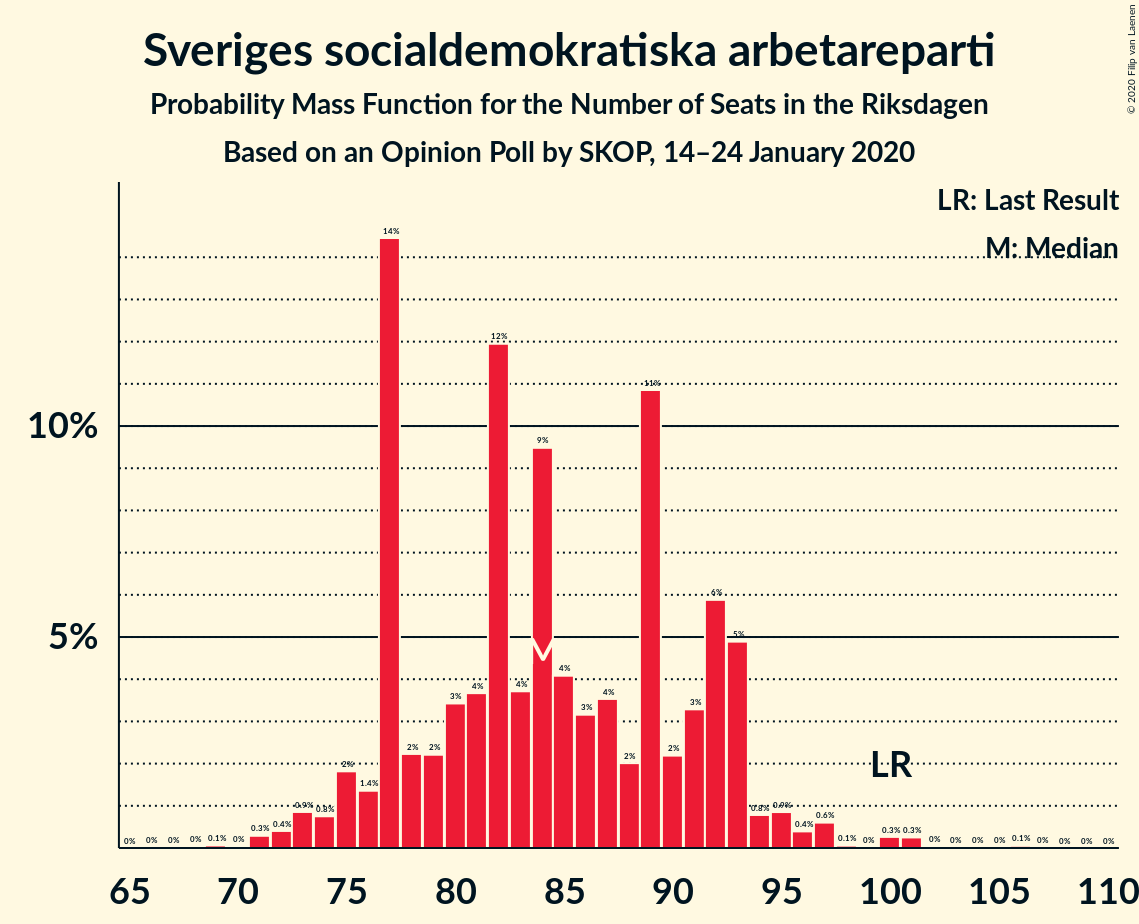 Sveriges socialdemokratiska arbetareparti
Probability Mass Function for the Number of Seats in the Riksdagen
Based on an Opinion Poll by SKOP, 14–24 January 2020
© 2020 Filip van Laenen
LR: Last Result
M: Median
10%
5%
0% 0% 0% 0% 0.1% 0% 0.3% 0.4% 0.9% 0.8% 2% 1.4% 14% 2% 2% 3% 4% 12% 4% 9% 4% 3% 4% 2% 11% 2% 3% 6% 5% 0.8% 0.9% 0.4% 0.6% 0.1% 0% 0.3% 0.3% 0% 0% 0% 0% 0.1% 0% 0% 0% 0%
M
LR
65 70 75 80 85 90 95 100 105 110